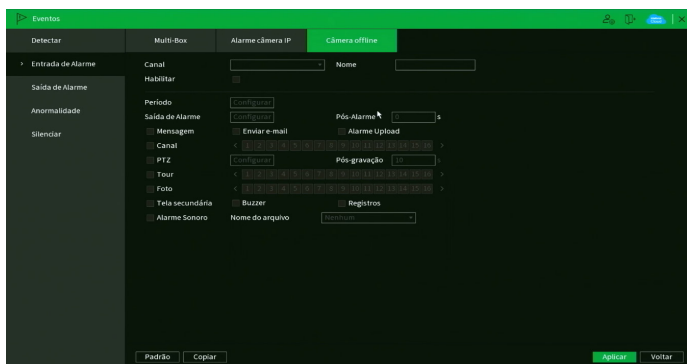 Eventos
Detectar Multi-Box Alarme câmera IP Câmera offline
Entrada de Alarme Canal Nome
Habilitar
Saída de Alarme
Período Configurar
Anormalidade Saída de Alarme Configurar Pós-Alarme 0 s
Silenciar Mensagem Enviar e-mail Alarme Upload
Canal 1 2 3 4 5 6 7 8 9 10 11 12 13 14 15 16
PTZ Configurar Pós-gravação 10 s
Tour 1 2 3 4 5 6 7 8 9 10 11 12 13 14 15 16
Foto 1 2 3 4 5 6 7 8 9 10 11 12 13 14 15 16
Tela secundária Buzzer Registros
Alarme Sonoro Nome do arquivo Nenhum
Padrão Copiar Aplicar Voltar